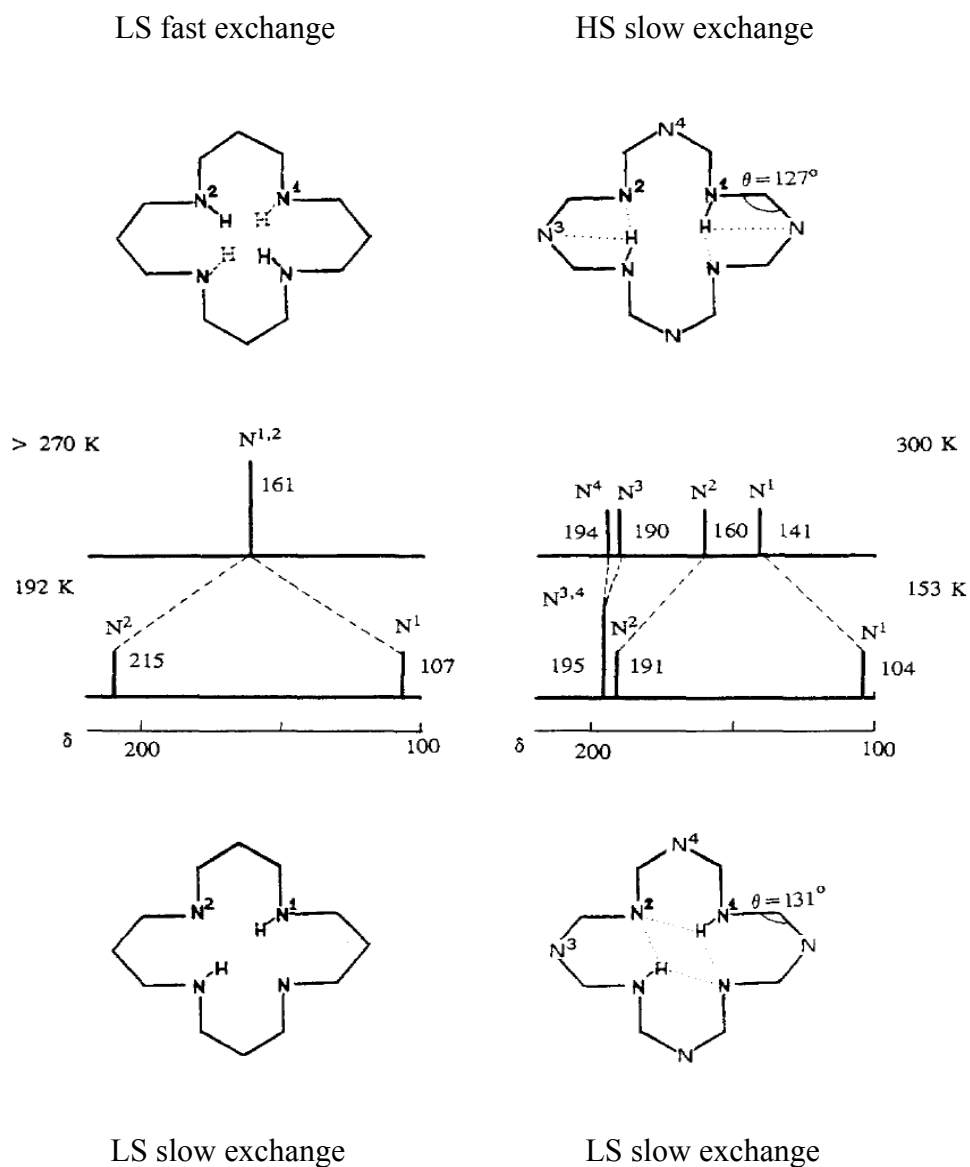 LS fast exchange HS slow exchange
N⁴
N² N¹ N² N¹ θ = 127°
H H N³ H H N
H H
N N N N
N
> 270 K N¹,² 300 K
161 N⁴ N³ N² N¹
194 190 160 141
192 K N³,⁴ 153 K
N² N¹ N² N¹
215 107 195 191 104
δ 200 100 δ 200 100
N⁴
N² N¹ N² N¹ θ = 131°
H N³ H N
H H
N N N N
N
LS slow exchange LS slow exchange